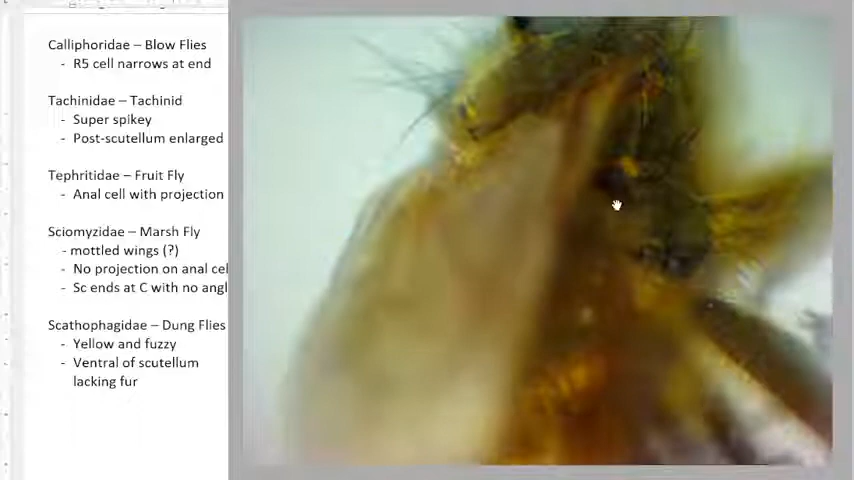 Calliphoridae – Blow Flies
- R5 cell narrows at end
Tachinidae – Tachinid
- Super spikey
- Post-scutellum enlarged
Tephritidae – Fruit Fly
- Anal cell with projection
Sciomyzidae – Marsh Fly
- mottled wings (?)
- No projection on anal cel
- Sc ends at C with no angl
Scathophagidae – Dung Flies
- Yellow and fuzzy
- Ventral of scutellum
lacking fur